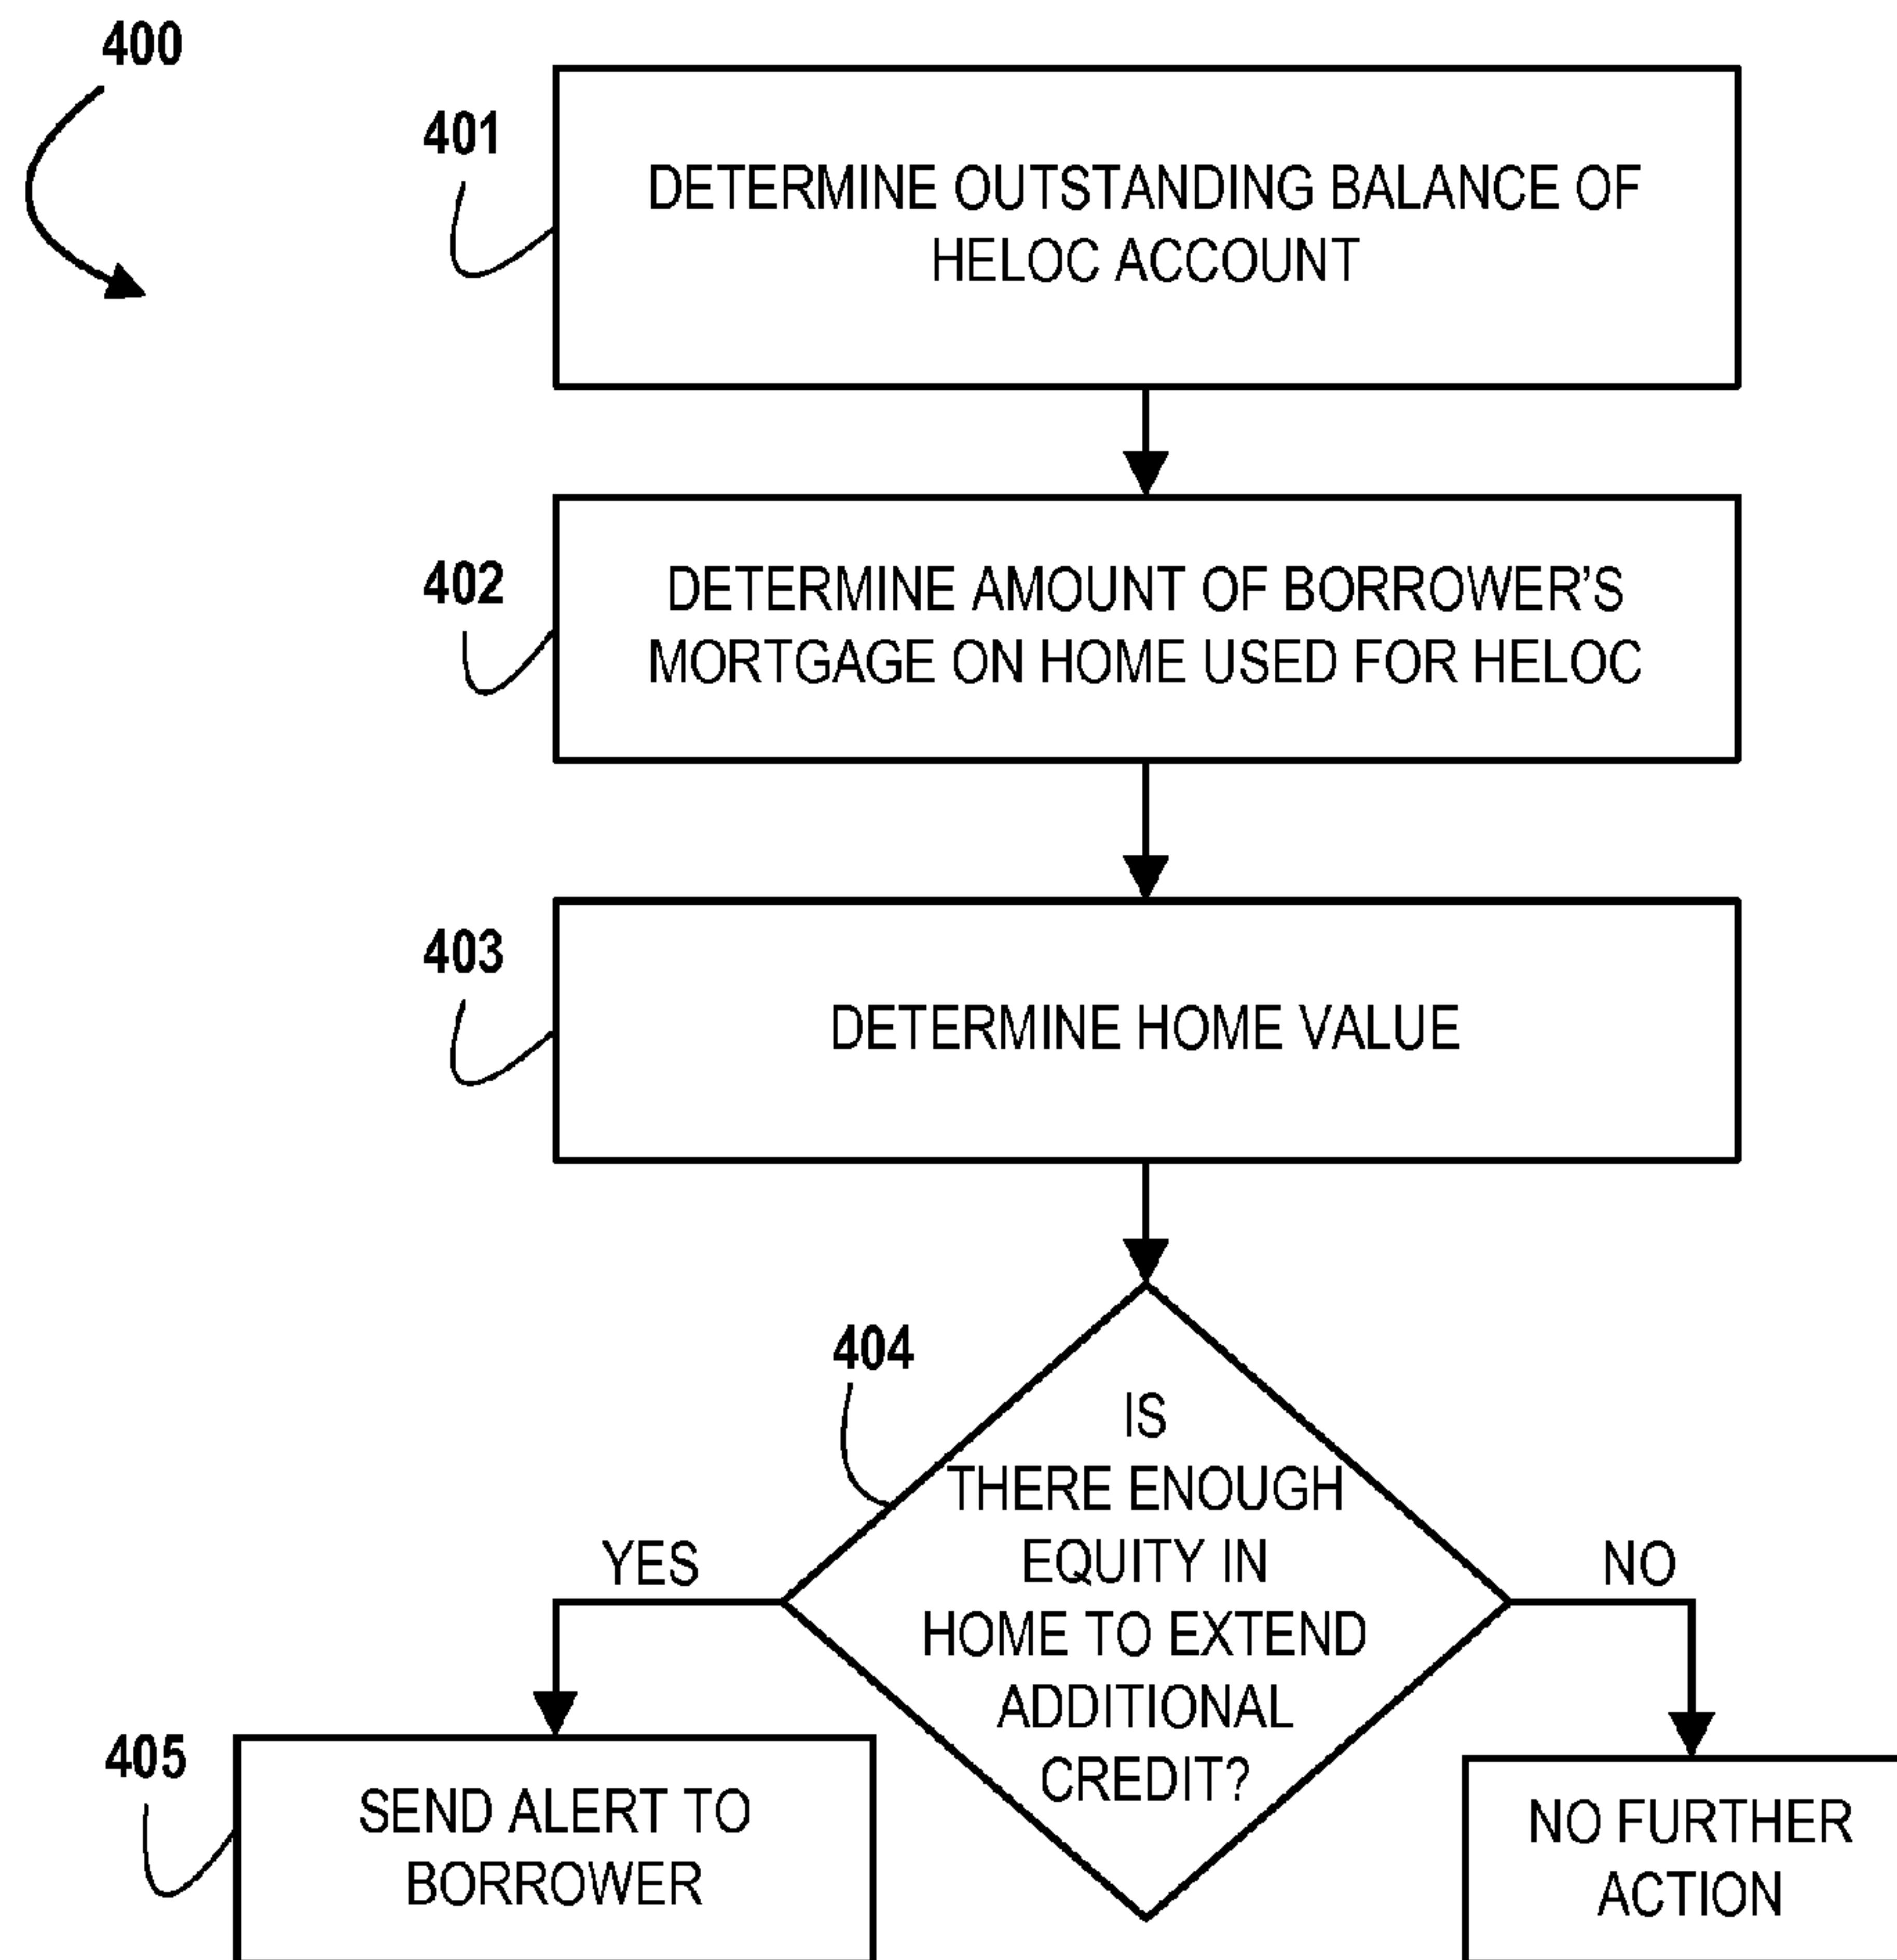 400
401
DETERMINE OUTSTANDING BALANCE OF
HELOC ACCOUNT
402
DETERMINE AMOUNT OF BORROWER'S
MORTGAGE ON HOME USED FOR HELOC
403
DETERMINE HOME VALUE
404
IS
THERE ENOUGH
EQUITY IN
HOME TO EXTEND
ADDITIONAL
CREDIT?
YES
NO
405
SEND ALERT TO
BORROWER
NO FURTHER
ACTION